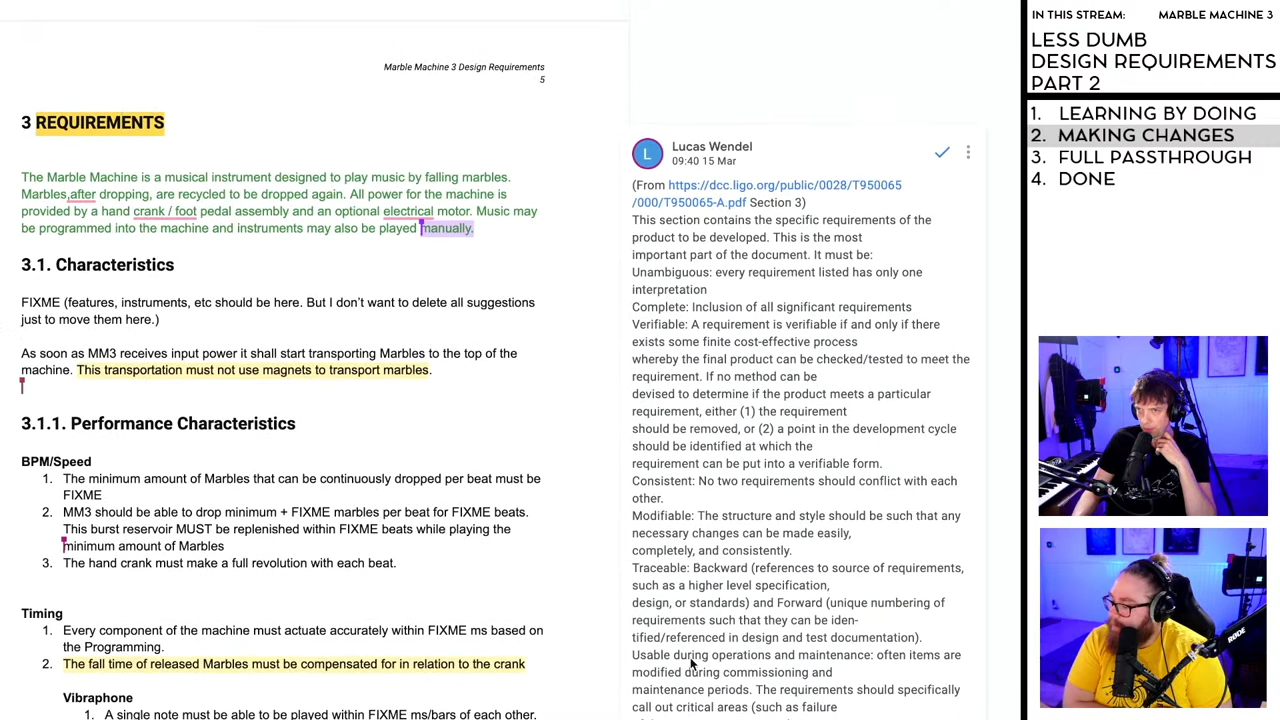 Marble Machine 3 Design Requirements
5
3 REQUIREMENTS
The Marble Machine is a musical instrument designed to play music by falling marbles.
Marbles,after dropping, are recycled to be dropped again. All power for the machine is
provided by a hand crank / foot pedal assembly and an optional electrical motor. Music may
be programmed into the machine and instruments may also be played manually.
3.1. Characteristics
FIXME (features, instruments, etc should be here. But I don't want to delete all suggestions
just to move them here.)
As soon as MM3 receives input power it shall start transporting Marbles to the top of the
machine. This transportation must not use magnets to transport marbles.
3.1.1. Performance Characteristics
BPM/Speed
1. The minimum amount of Marbles that can be continuously dropped per beat must be
FIXME
2. MM3 should be able to drop minimum + FIXME marbles per beat for FIXME beats.
This burst reservoir MUST be replenished within FIXME beats while playing the
minimum amount of Marbles
3. The hand crank must make a full revolution with each beat.
Timing
1. Every component of the machine must actuate accurately within FIXME ms based on
the Programming.
2. The fall time of released Marbles must be compensated for in relation to the crank
Vibraphone
1. A single note must be able to be played within FIXME ms/bars of each other.
L
Lucas Wendel
09:40 15 Mar
(From https://dcc.ligo.org/public/0028/T950065
/000/T950065-A.pdf Section 3)
This section contains the specific requirements of the
product to be developed. This is the most
important part of the document. It must be:
Unambiguous: every requirement listed has only one
interpretation
Complete: Inclusion of all significant requirements
Verifiable: A requirement is verifiable if and only if there
exists some finite cost-effective process
whereby the final product can be checked/tested to meet the
requirement. If no method can be
devised to determine if the product meets a particular
requirement, either (1) the requirement
should be removed, or (2) a point in the development cycle
should be identified at which the
requirement can be put into a verifiable form.
Consistent: No two requirements should conflict with each
other.
Modifiable: The structure and style should be such that any
necessary changes can be made easily,
completely, and consistently.
Traceable: Backward (references to source of requirements,
such as a higher level specification,
design, or standards) and Forward (unique numbering of
requirements such that they can be iden-
tified/referenced in design and test documentation).
Usable during operations and maintenance: often items are
modified during commissioning and
maintenance periods. The requirements should specifically
call out critical areas (such as failure
IN THIS STREAM: MARBLE MACHINE 3
LESS DUMB
DESIGN REQUIREMENTS
PART 2
1. LEARNING BY DOING
2. MAKING CHANGES
3. FULL PASSTHROUGH
4. DONE
RODE